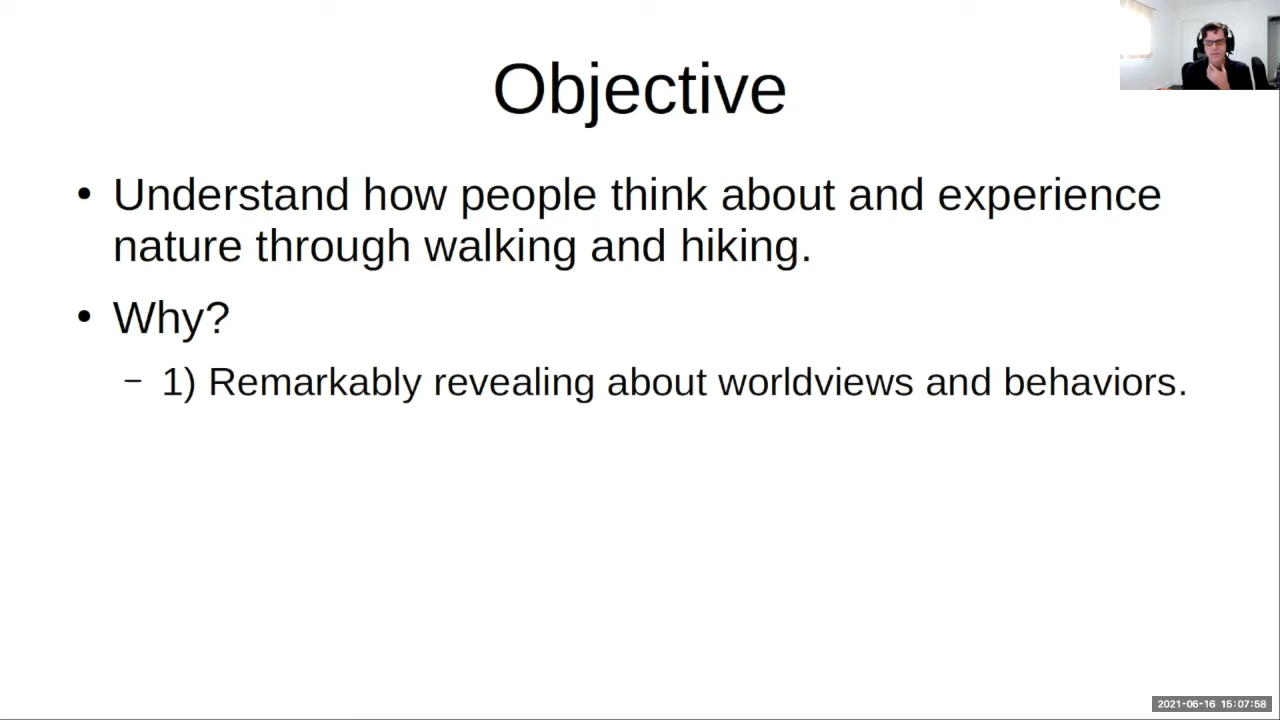 Objective
• Understand how people think about and experience
nature through walking and hiking.
• Why?
– 1) Remarkably revealing about worldviews and behaviors.
2021-06-16 15:07:58